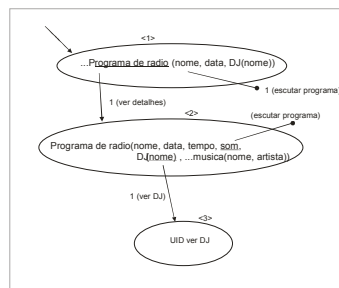 <1>
...Programa de radio (nome, data, DJ(nome))
1 (escutar programa)
1 (ver detalhes)
(escutar programa)
<2>
Programa de radio(nome, data, tempo, som,
DJ(nome) , ...musica(nome, artista))
1 (ver DJ)
<3>
UID ver DJ